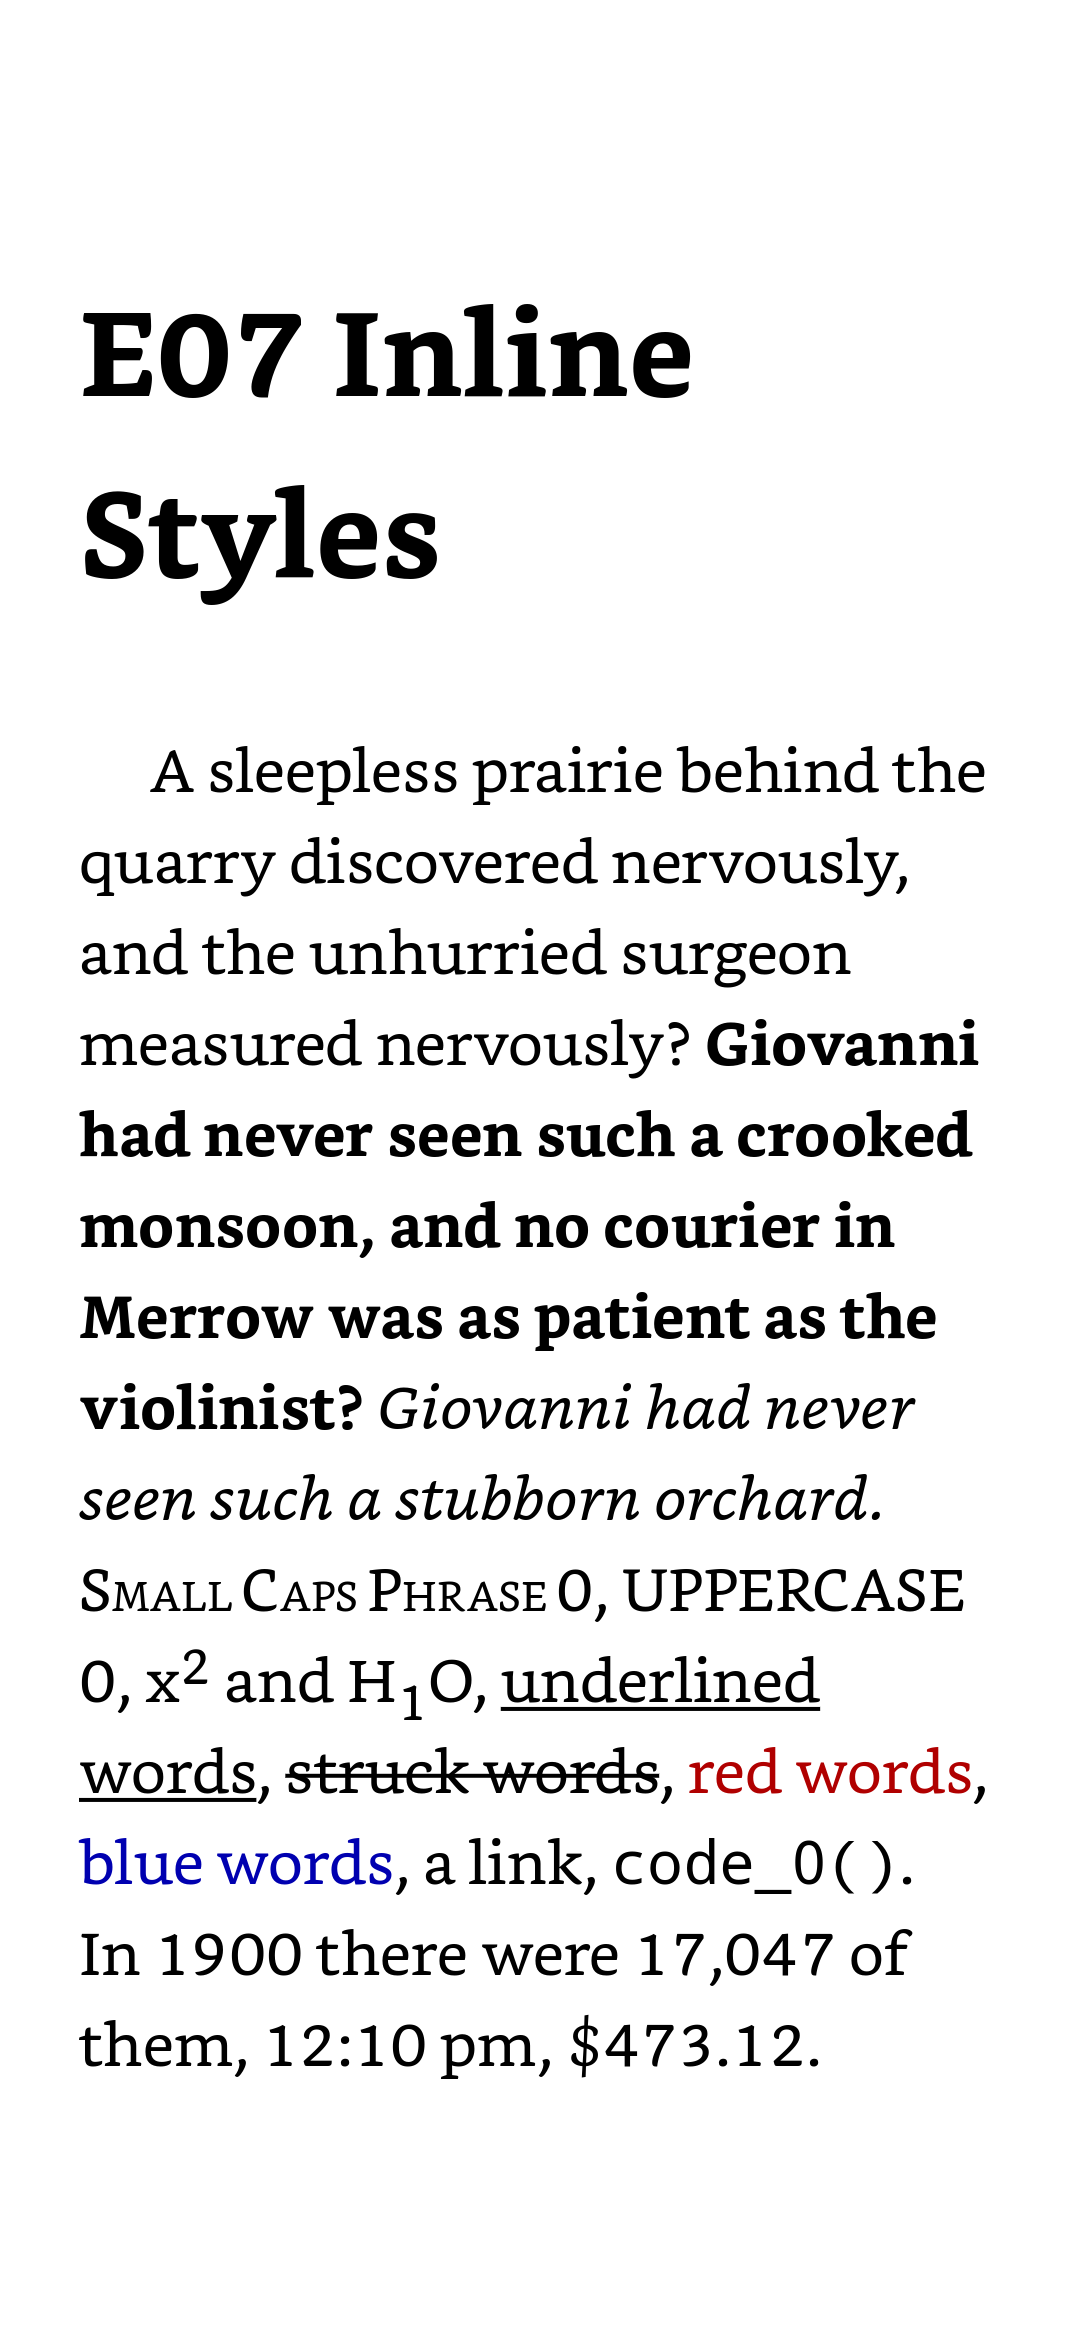 E07 Inline
Styles
A sleepless prairie behind the
quarry discovered nervously,
and the unhurried surgeon
measured nervously? Giovanni
had never seen such a crooked
monsoon, and no courier in
Merrow was as patient as the
violinist? Giovanni had never
seen such a stubborn orchard.
Small Caps Phrase 0, UPPERCASE
0, x² and H₁O, underlined
words, struck words, red words,
blue words, a link, code_0().
In 1900 there were 17,047 of
them, 12:10 pm, $473.12.